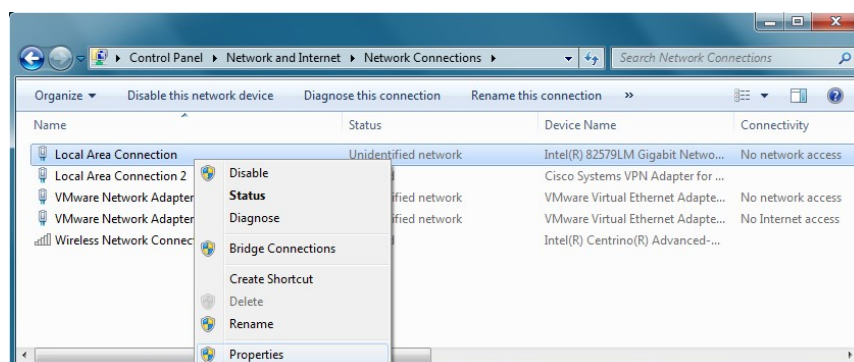 Control Panel ▸ Network and Internet ▸ Network Connections ▸ Search Network Connections
Organize Disable this network device Diagnose this connection Rename this connection »
Name Status Device Name Connectivity
Local Area Connection Unidentified network Intel(R) 82579LM Gigabit Netwo... No network access
Local Area Connection 2 Cisco Systems VPN Adapter for ...
VMware Network Adapter network VMware Virtual Ethernet Adapte... No network access
VMware Network Adapter network VMware Virtual Ethernet Adapte... No Internet access
Wireless Network Connec Intel(R) Centrino(R) Advanced-...
Disable
Status
Diagnose
Bridge Connections
Create Shortcut
Delete
Rename
Properties